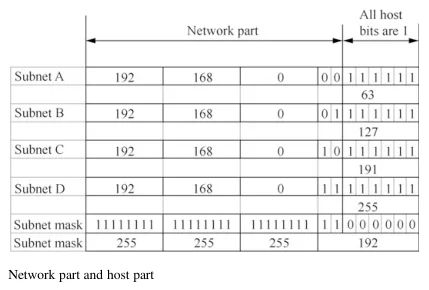 All host
Network part bits are 1
Subnet A 192 168 0 0 0 1 1 1 1 1 1
63
Subnet B 192 168 0 0 1 1 1 1 1 1 1
127
Subnet C 192 168 0 1 0 1 1 1 1 1 1
191
Subnet D 192 168 0 1 1 1 1 1 1 1 1
255
Subnet mask 11111111 11111111 11111111 1 1 0 0 0 0 0 0
Subnet mask 255 255 255 192
Network part and host part